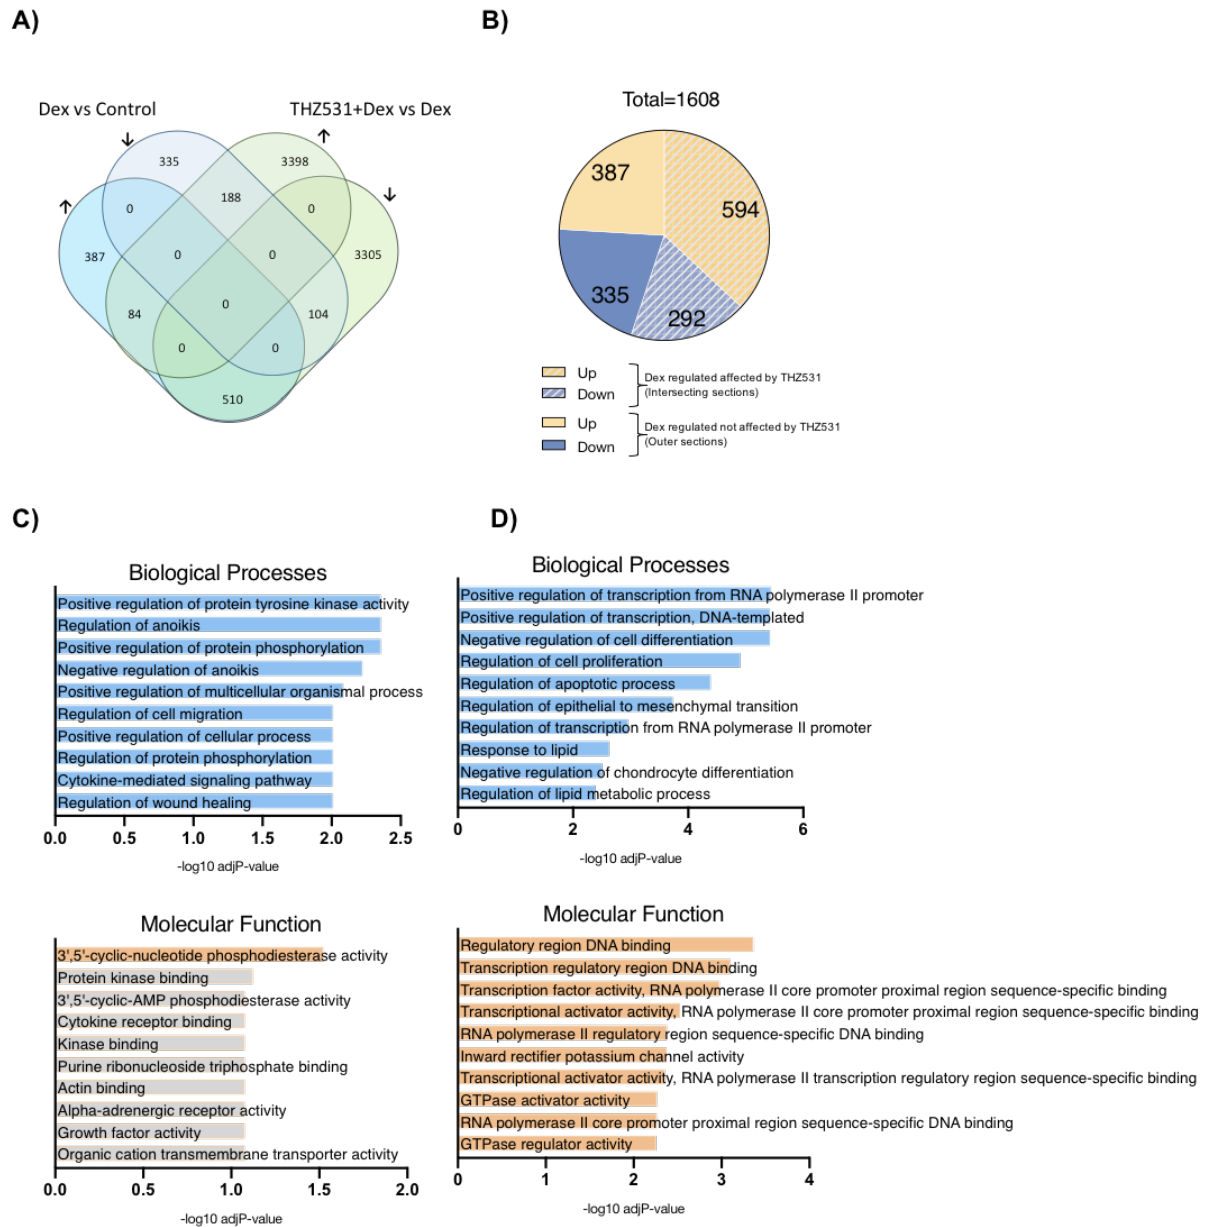 A)
B)
Dex vs Control
THZ531+Dex vs Dex
↓
↑
↑
↓
335
3398
188
0
0
387
0
0
3305
84
0
104
0
0
510
Total=1608
387
594
335
292
Up
Down
Dex regulated affected by THZ531
(Intersecting sections)
Up
Down
Dex regulated not affected by THZ531
(Outer sections)
C)
D)
Biological Processes
Positive regulation of protein tyrosine kinase activity
Regulation of anoikis
Positive regulation of protein phosphorylation
Negative regulation of anoikis
Positive regulation of multicellular organismal process
Regulation of cell migration
Positive regulation of cellular process
Regulation of protein phosphorylation
Cytokine-mediated signaling pathway
Regulation of wound healing
0.0 0.5 1.0 1.5 2.0 2.5
-log10 adjP-value
Biological Processes
Positive regulation of transcription from RNA polymerase II promoter
Positive regulation of transcription, DNA-templated
Negative regulation of cell differentiation
Regulation of cell proliferation
Regulation of apoptotic process
Regulation of epithelial to mesenchymal transition
Regulation of transcription from RNA polymerase II promoter
Response to lipid
Negative regulation of chondrocyte differentiation
Regulation of lipid metabolic process
0 2 4 6
-log10 adjP-value
Molecular Function
3',5'-cyclic-nucleotide phosphodiesterase activity
Protein kinase binding
3',5'-cyclic-AMP phosphodiesterase activity
Cytokine receptor binding
Kinase binding
Purine ribonucleoside triphosphate binding
Actin binding
Alpha-adrenergic receptor activity
Growth factor activity
Organic cation transmembrane transporter activity
0.0 0.5 1.0 1.5 2.0
-log10 adjP-value
Molecular Function
Regulatory region DNA binding
Transcription regulatory region DNA binding
Transcription factor activity, RNA polymerase II core promoter proximal region sequence-specific binding
Transcriptional activator activity, RNA polymerase II core promoter proximal region sequence-specific binding
RNA polymerase II regulatory region sequence-specific DNA binding
Inward rectifier potassium channel activity
Transcriptional activator activity, RNA polymerase II transcription regulatory region sequence-specific binding
GTPase activator activity
RNA polymerase II core promoter proximal region sequence-specific DNA binding
GTPase regulator activity
0 1 2 3 4
-log10 adjP-value